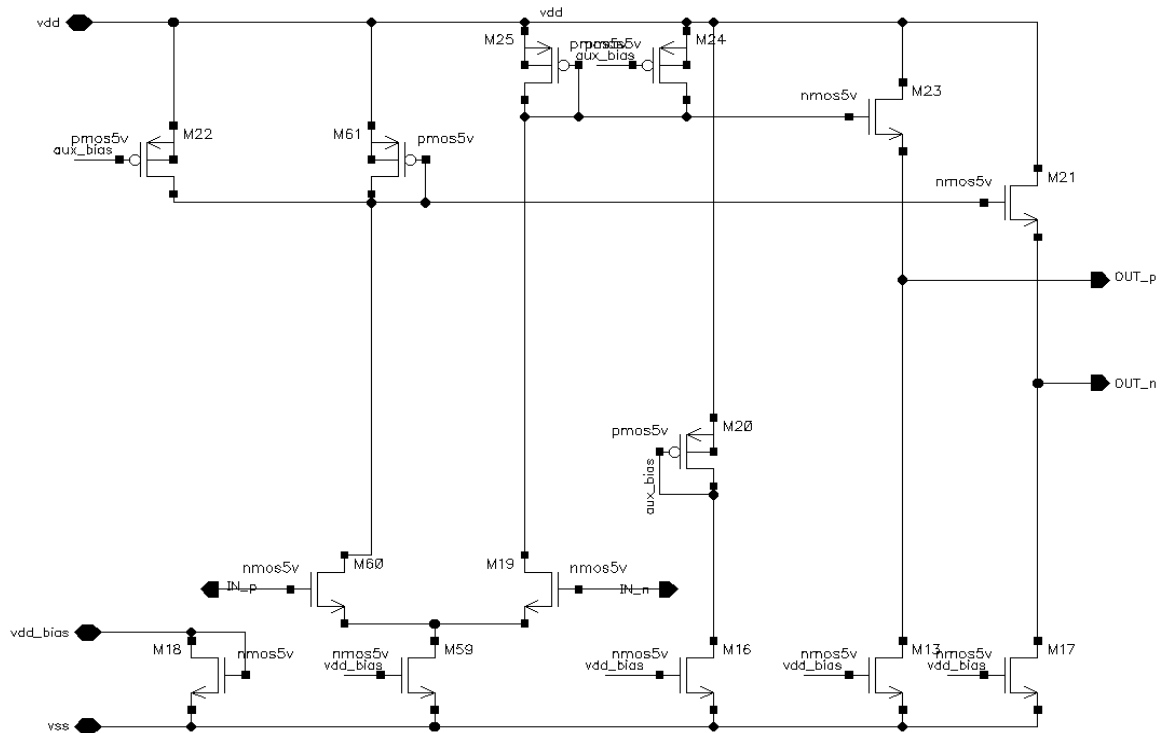 vdd
vdd
M25
pmos5v
pmos5v
M24
aux_bias
nmos5v
M23
pmos5v
M22
M61
pmos5v
aux_bias
nmos5v
M21
OUT_p
OUT_n
pmos5v
M20
aux_bias
nmos5v
M60
M19
nmos5v
IN_p
IN_n
vdd_bias
M18
nmos5v
nmos5v
M59
vdd_bias
nmos5v
M16
vdd_bias
nmos5v
M13
vdd_bias
nmos5v
M17
vdd_bias
vss